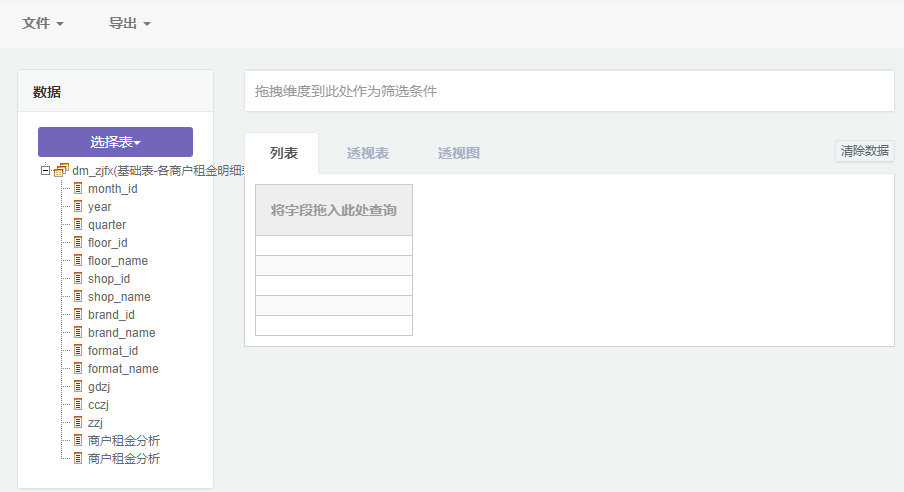 文件 导出
数据
选择表
dm_zjfx(基础表-各商户租金明细
month_id
year
quarter
floor_id
floor_name
shop_id
shop_name
brand_id
brand_name
format_id
format_name
gdzj
cczj
zzj
商户租金分析
商户租金分析
拖拽维度到此处作为筛选条件
列表 透视表 透视图
清除数据
将字段拖入此处查询